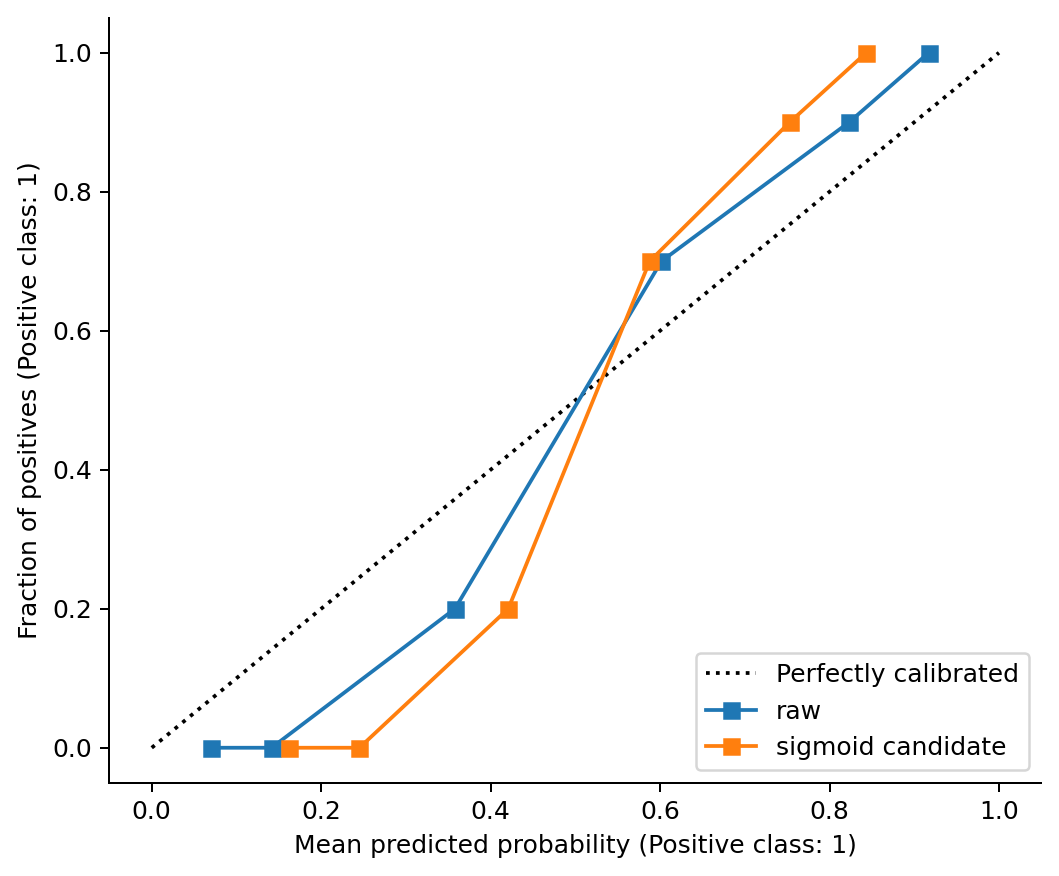 1.0
0.8
0.6
0.4
0.2
0.0
Fraction of positives (Positive class: 1)
Perfectly calibrated
raw
sigmoid candidate
0.0 0.2 0.4 0.6 0.8 1.0
Mean predicted probability (Positive class: 1)